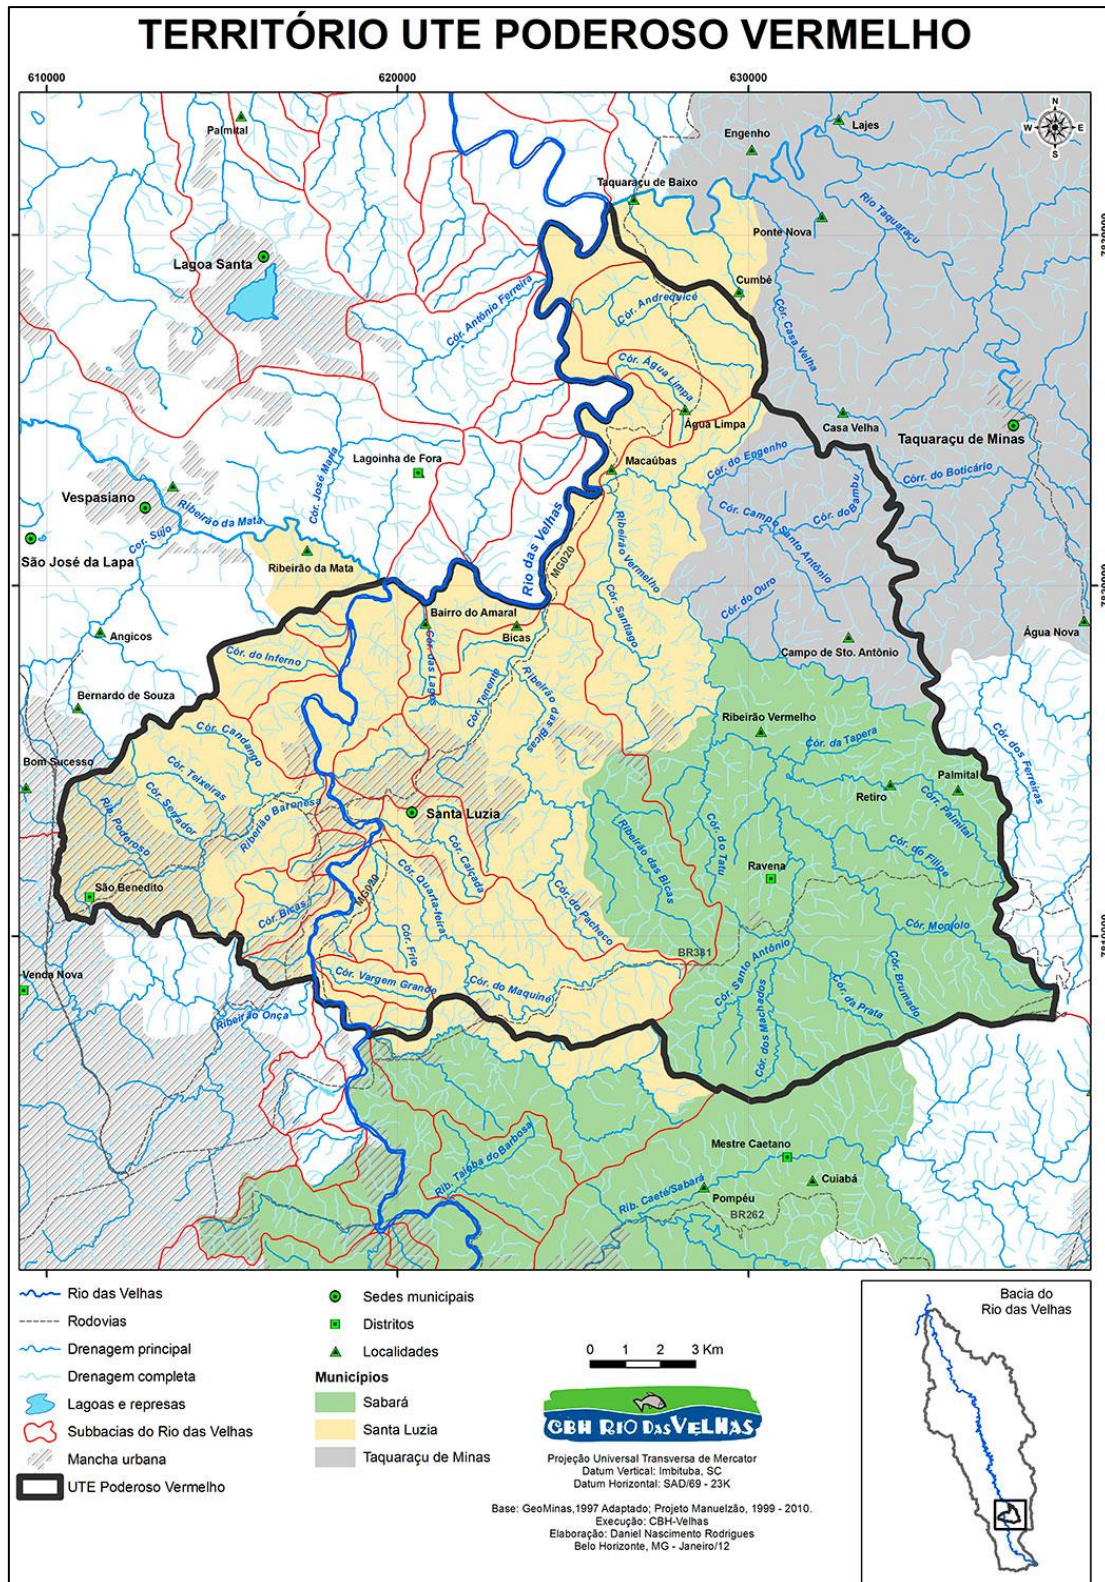 TERRITÓRIO UTE PODEROSO VERMELHO
610000
620000
630000
N
W
E
S
Palmital
Engenho
Lajes
Taquaraçu de Baixo
Rio Taquaraçu
Ponte Nova
Lagoa Santa
Cumbê
Cór. Antônio Ferreira
Cór. Andrequicé
Cór. Casa Velha
Cór. Água Limpa
Água Limpa
Casa Velha
Taquaraçu de Minas
Lagoinha de Fora
Macaúbas
Cór. do Engenho
Córr. do Boticário
Cór. José Maria
Vespasiano
Ribeirão da Mata
Cór. do Bambu
Cór. Campo Santo Antônio
Rio das Velhas
MG020
Ribeirão Vermelho
Cor. Sujo
São José da Lapa
Ribeirão da Mata
Cór. do Ouro
7820000
Bairro do Amaral
Bicas
Cór. Santiago
Água Nova
Angicos
Campo de Sto. Antônio
Cór. do Inferno
Cór. das Lages
Cór. Tenente
Ribeirão das Bicas
Bernardo de Souza
Ribeirão Vermelho
Cór. Candango
Cór. da Tapera
Cór. dos Ferreiras
Bom Sucesso
Cór. Teixeiras
Palmital
Retiro
Córr. Palmital
Cór. Serrador
Rib. Poderoso
Ribeirão Baronesa
Santa Luzia
Ribeirão das Bicas
Cór. do Tatu
Cór. Calçada
Cór. do Filipe
São Benedito
MG020
Cór. Quarta-feira
Ravena
Cór. Bicas
Cór. do Pacheco
Cór. Monjolo
7810000
Cór. Frio
BR381
Cór. Santo Antônio
Venda Nova
Cór. Vargem Grande
Cór. do Maquiné
Cór. Brumado
Cór. da Prata
Ribeirão Onça
Cór. dos Machados
Rib. Taioba do Barbosa
Mestre Caetano
Cuiabá
Rib. Caeté/Sabará
Pompéu
BR262
Rio das Velhas
Rodovias
Drenagem principal
Drenagem completa
Lagoas e represas
Subbacias do Rio das Velhas
Mancha urbana
UTE Poderoso Vermelho
Sedes municipais
Distritos
Localidades
Municípios
Sabará
Santa Luzia
Taquaraçu de Minas
0 1 2 3 Km
CBH RIO DAS VELHAS
Projeção Universal Transversa de Mercator
Datum Vertical: Imbituba, SC
Datum Horizontal: SAD/69 - 23K
Base: GeoMinas,1997 Adaptado; Projeto Manuelzão, 1999 - 2010.
Execução: CBH-Velhas
Elaboração: Daniel Nascimento Rodrigues
Belo Horizonte, MG - Janeiro/12
Bacia do
Rio das Velhas